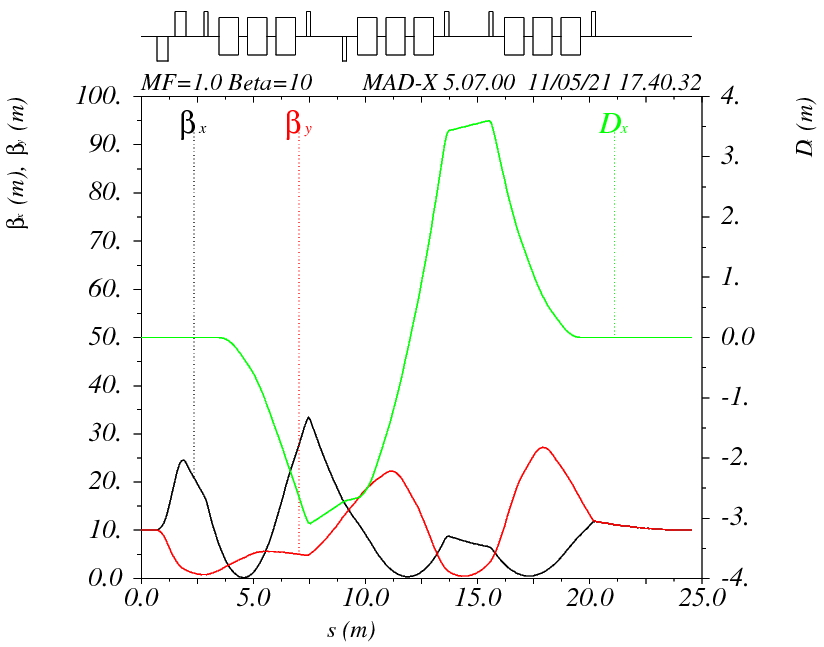 MF=1.0 Beta=10 MAD-X 5.07.00 11/05/21 17.40.32
100.
90.
80.
70.
60.
50.
40.
30.
20.
10.
0.0
βx (m), βy (m)
βx
βy
Dx
4.
3.
2.
1.
0.0
-1.
-2.
-3.
-4.
Dx (m)
0.0 5.0 10.0 15.0 20.0 25.0
s (m)